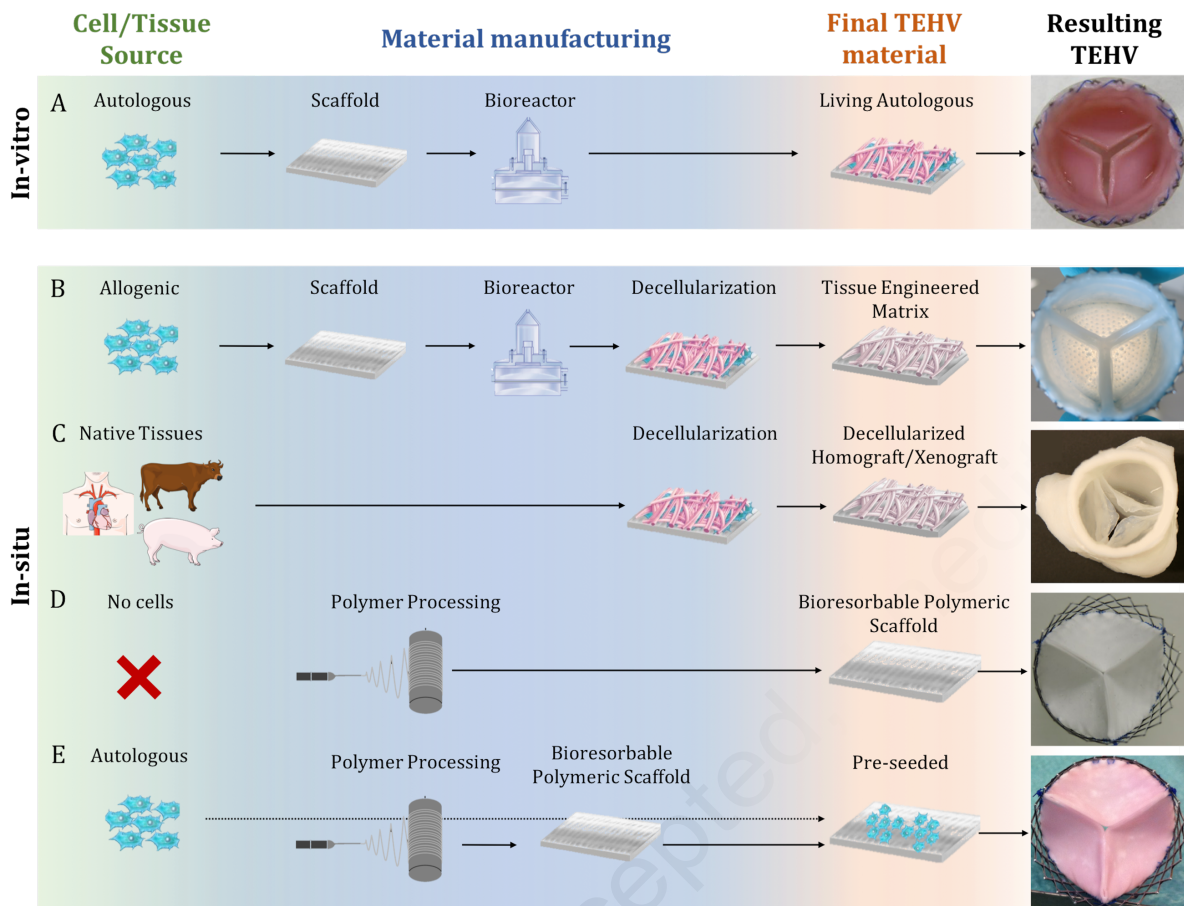 Cell/Tissue
Source
Material manufacturing
Final TEHV
material
Resulting
TEHV
In-vitro
A
Autologous
Scaffold
Bioreactor
Living Autologous
In-situ
B
Allogenic
Scaffold
Bioreactor
Decellularization
Tissue Engineered
Matrix
C
Native Tissues
Decellularization
Decellularized
Homograft/Xenograft
D
No cells
Polymer Processing
Bioresorbable Polymeric
Scaffold
E
Autologous
Polymer Processing
Bioresorbable
Polymeric Scaffold
Pre-seeded